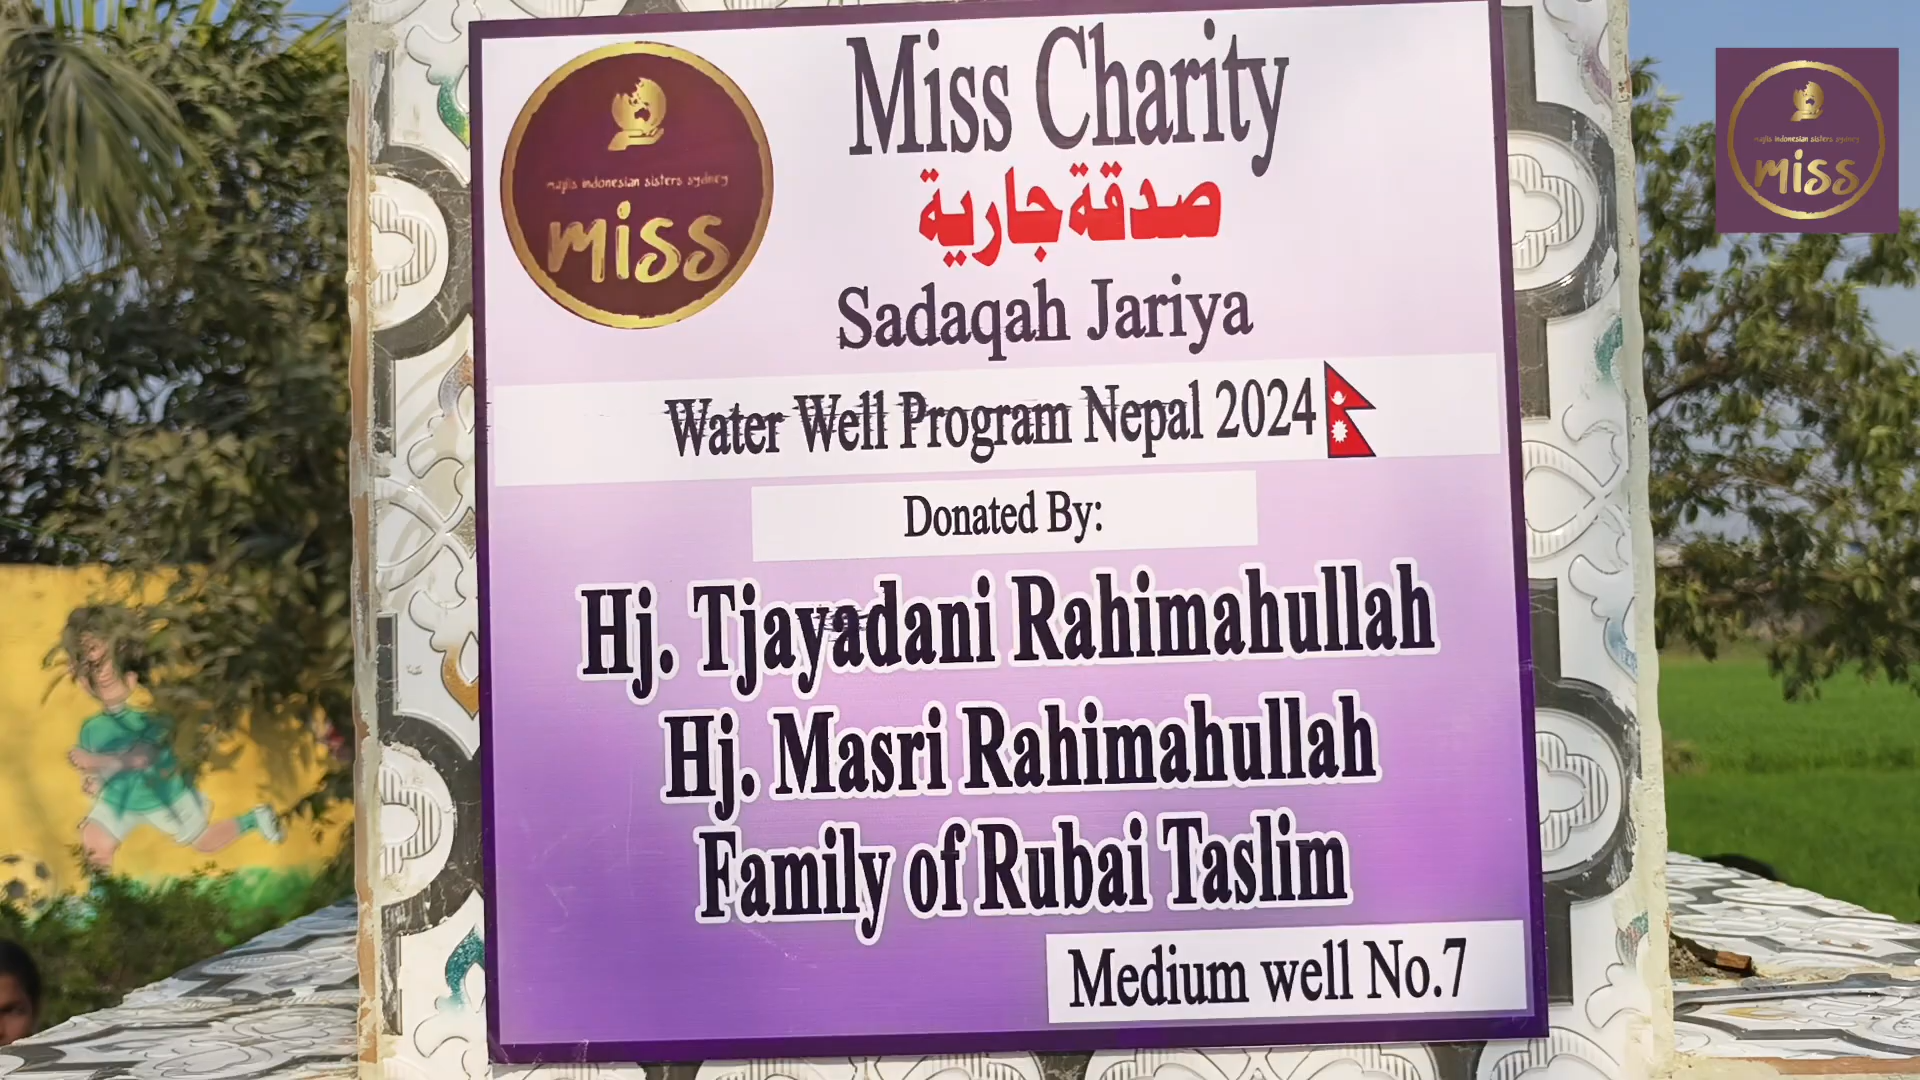 Miss Charity
صدقة جارية
Sadaqah Jariya
majlis indonesian sisters sydney
miss
Water Well Program Nepal 2024
Donated By:
Hj. Tjayadani Rahimahullah
Hj. Masri Rahimahullah
Family of Rubai Taslim
Medium well No.7
majlis indonesian sisters sydney
miss